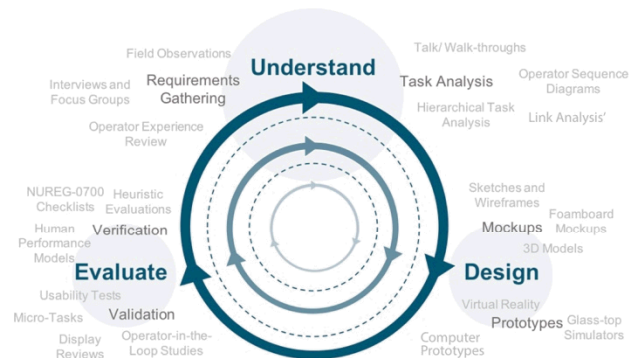 Understand
Field Observations
Requirements
Gathering
Interviews and
Focus Groups
Operator Experience
Review
Talk/ Walk-throughs
Task Analysis
Operator Sequence
Diagrams
Hierarchical Task
Analysis
Link Analysis'
Sketches and
Wireframes
Mockups
Foamboard
Mockups
3D Models
Design
Virtual Reality
Prototypes
Glass-top
Simulators
Computer
Prototypes
NUREG-0700
Checklists
Heuristic
Evaluations
Verification
Human
Performance
Models
Evaluate
Usability Tests
Validation
Micro-Tasks
Display
Reviews
Operator-in-the-
Loop Studies